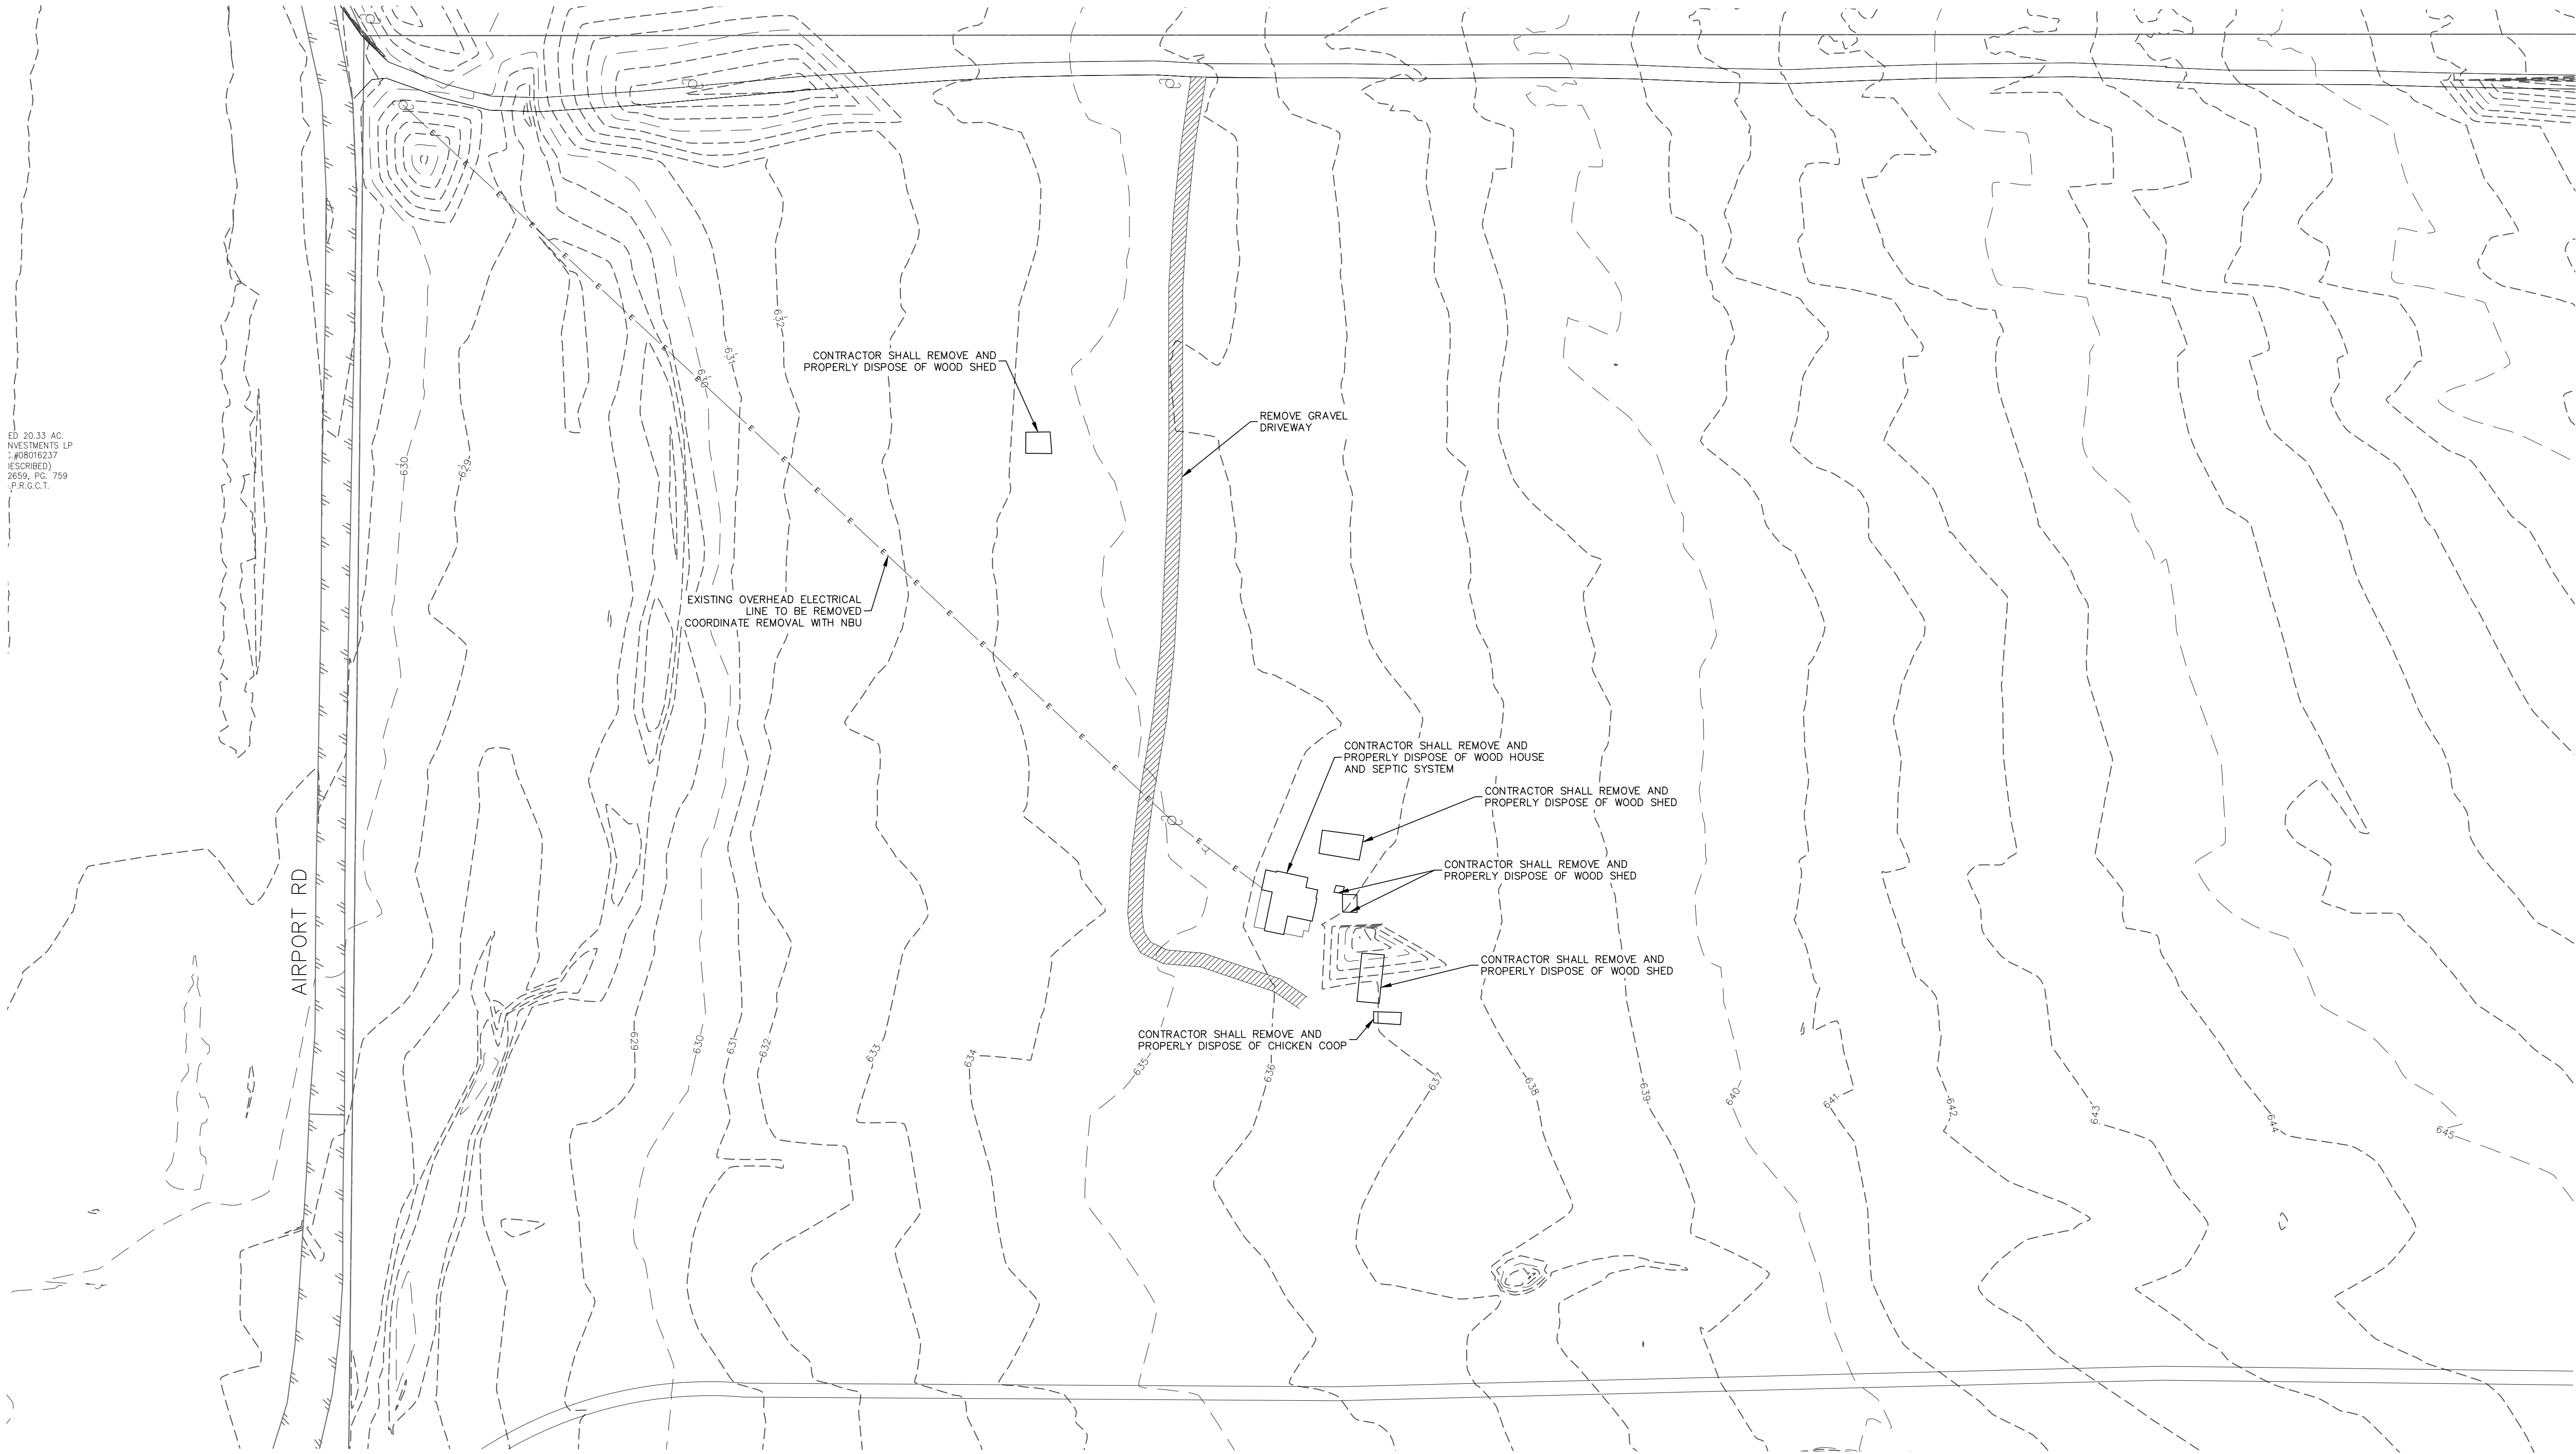 CONTRACTOR SHALL REMOVE AND
PROPERLY DISPOSE OF WOOD SHED
REMOVE GRAVEL
DRIVEWAY
ED 20.33 AC.
NVESTMENTS LP
C.#08016237
DESCRIBED)
2659, PG. 759
.P.R.G.C.T.
EXISTING OVERHEAD ELECTRICAL
LINE TO BE REMOVED
COORDINATE REMOVAL WITH NBU
CONTRACTOR SHALL REMOVE AND
PROPERLY DISPOSE OF WOOD HOUSE
AND SEPTIC SYSTEM
CONTRACTOR SHALL REMOVE AND
PROPERLY DISPOSE OF WOOD SHED
CONTRACTOR SHALL REMOVE AND
PROPERLY DISPOSE OF WOOD SHED
CONTRACTOR SHALL REMOVE AND
PROPERLY DISPOSE OF WOOD SHED
CONTRACTOR SHALL REMOVE AND
PROPERLY DISPOSE OF CHICKEN COOP
AIRPORT RD
632
631
630
630
629
629
630
631
632
633
634
635
636
637
638
639
640
641
642
643
644
645
E E E E E E E E E E E E E E E E E E E E E E E E E